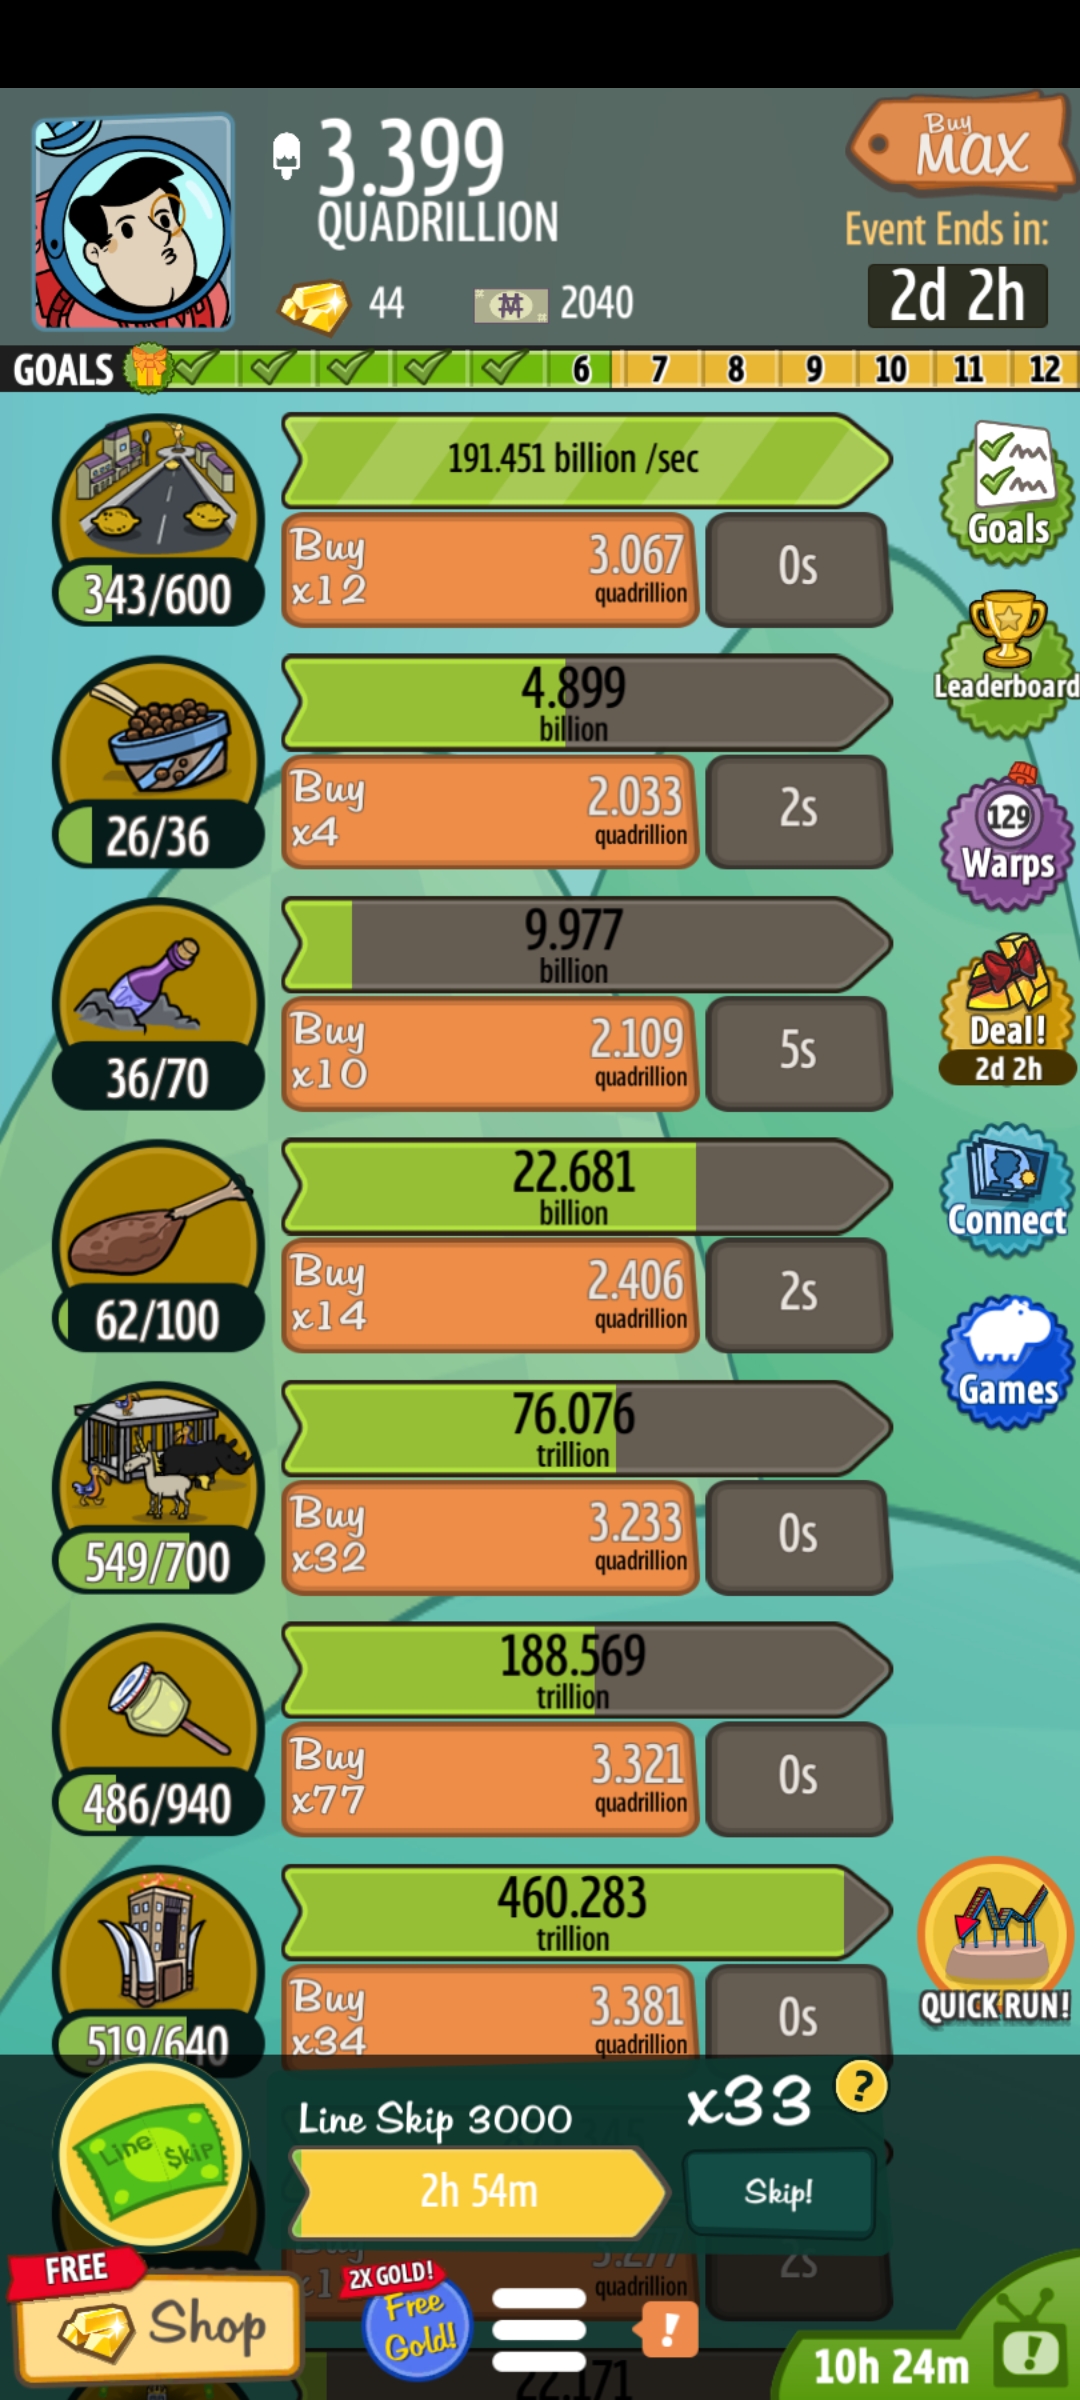 3.399
QUADRILLION
Buy
MAX
Event Ends in:
2d 2h
44
2040
GOALS
6
7
8
9
10
11
12
191.451 billion /sec
343/600
Buy
x12
3.067
quadrillion
0s
Goals
4.899
billion
26/36
Buy
x4
2.033
quadrillion
2s
Leaderboard
129
Warps
9.977
billion
36/70
Buy
x10
2.109
quadrillion
5s
Deal!
2d 2h
22.681
billion
62/100
Buy
x14
2.406
quadrillion
2s
Connect
76.076
trillion
549/700
Buy
x32
3.233
quadrillion
0s
Games
188.569
trillion
486/940
Buy
x77
3.321
quadrillion
0s
460.283
trillion
519/640
Buy
x34
3.381
quadrillion
0s
QUICK RUN!
Line $kip
Line Skip 3000
x33
?
2h 54m
Skip!
Buy
quadrillion
2s
FREE
Shop
2X GOLD!
Free
Gold!
!
22.171
10h 24m
!